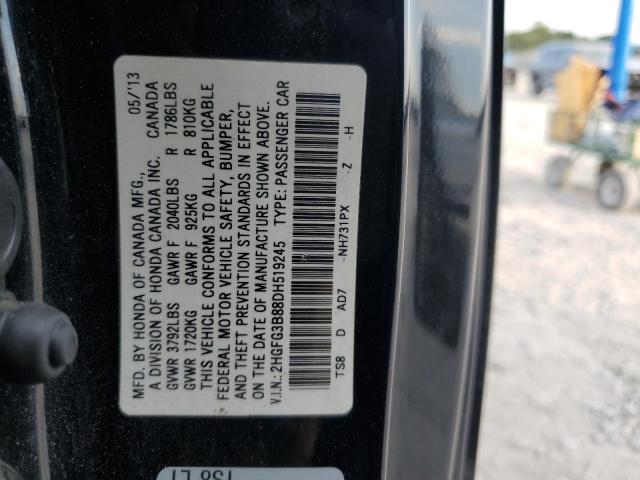 MFD. BY HONDA OF CANADA MFG., 05/'13
A DIVISION OF HONDA CANADA INC. CANADA
GVWR 3792LBS GAWR F 2040LBS R 1786LBS
GVWR 1720KG GAWR F 925KG R 810KG
THIS VEHICLE CONFORMS TO ALL APPLICABLE
FEDERAL MOTOR VEHICLE SAFETY, BUMPER,
AND THEFT PREVENTION STANDARDS IN EFFECT
ON THE DATE OF MANUFACTURE SHOWN ABOVE.
V.I.N.: 2HGFG3B88DH519245 TYPE: PASSENGER CAR
TS8 D AD7 -NH731PX -Z -H